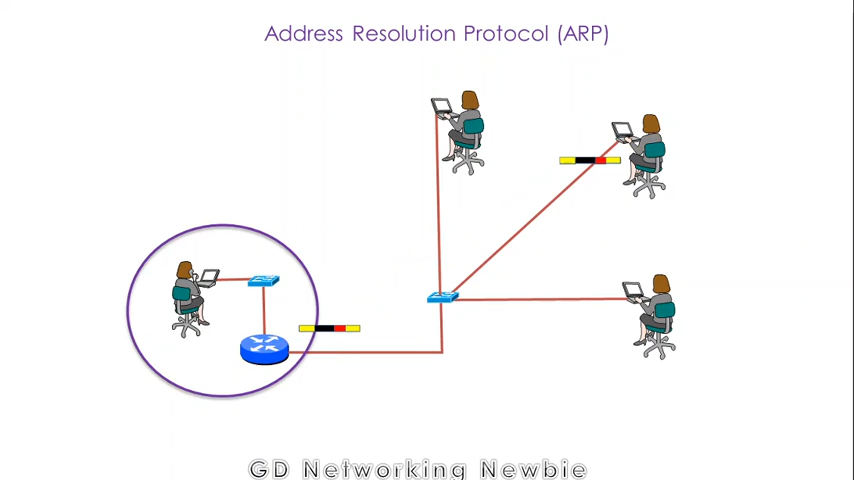 Address Resolution Protocol (ARP)
GD Networking Newbie